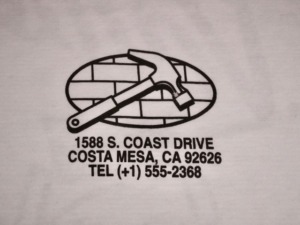 1588 S. COAST DRIVE
COSTA MESA, CA 92626
TEL (+1) 555-2368